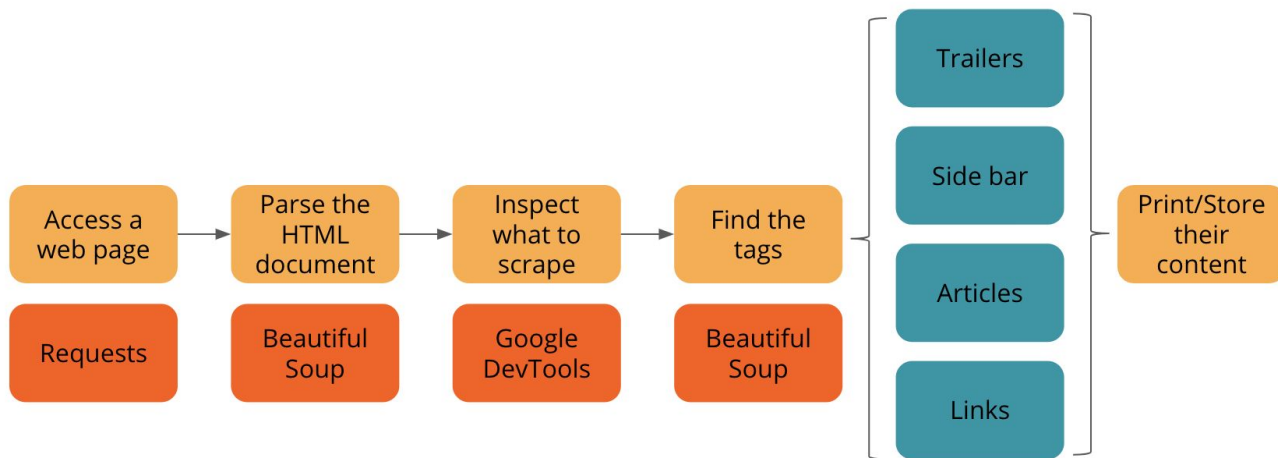 Access a
web page
Parse the
HTML
document
Inspect
what to
scrape
Find the
tags
Requests
Beautiful
Soup
Google
DevTools
Beautiful
Soup
Trailers
Side bar
Articles
Links
Print/Store
their
content